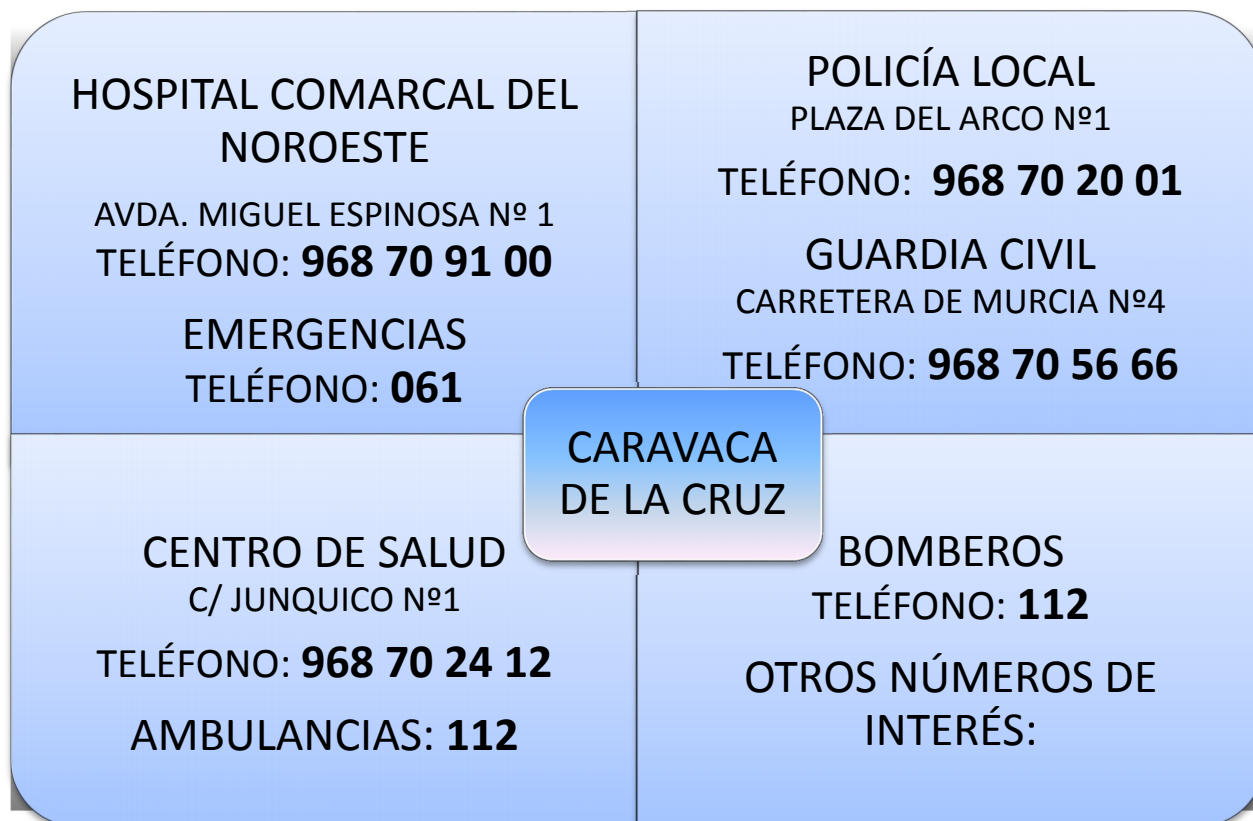 HOSPITAL COMARCAL DEL
NOROESTE
AVDA. MIGUEL ESPINOSA Nº 1
TELÉFONO: 968 70 91 00
EMERGENCIAS
TELÉFONO: 061
POLICÍA LOCAL
PLAZA DEL ARCO Nº1
TELÉFONO: 968 70 20 01
GUARDIA CIVIL
CARRETERA DE MURCIA Nº4
TELÉFONO: 968 70 56 66
CARAVACA
DE LA CRUZ
CENTRO DE SALUD
C/ JUNQUICO Nº1
TELÉFONO: 968 70 24 12
AMBULANCIAS: 112
BOMBEROS
TELÉFONO: 112
OTROS NÚMEROS DE
INTERÉS: